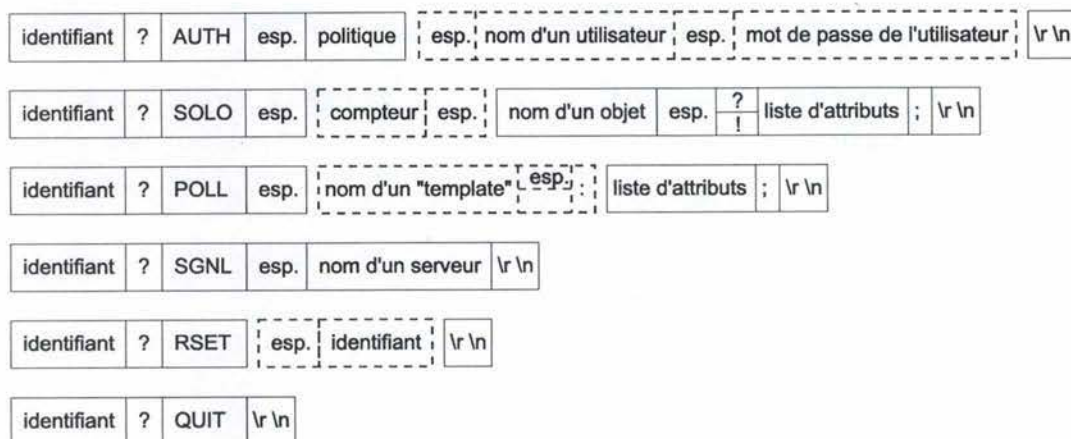 identifiant ? AUTH esp. politique esp. nom d'un utilisateur esp. mot de passe de l'utilisateur \r \n
identifiant ? SOLO esp. compteur esp. nom d'un objet esp. ? ! liste d'attributs ; \r \n
identifiant ? POLL esp. nom d'un "template" esp. : liste d'attributs ; \r \n
identifiant ? SGNL esp. nom d'un serveur \r \n
identifiant ? RSET esp. identifiant \r \n
identifiant ? QUIT \r \n